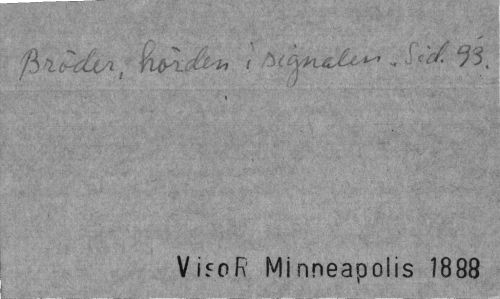 Bröder, hörden i signalen. Sid. 93.
VisoR Minneapolis 1888